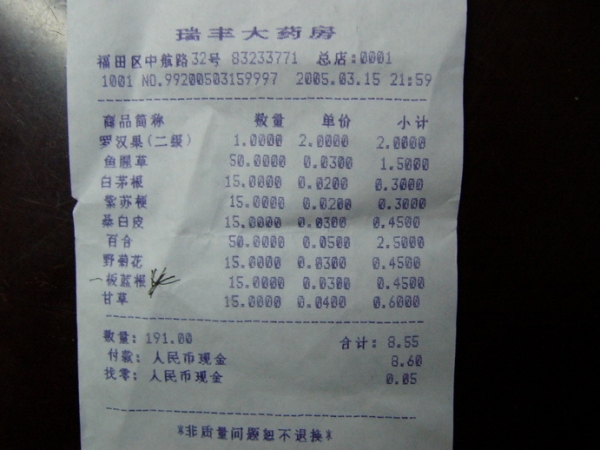 瑞丰大药房
福田区中航路32号 83233771 总店:0001
1001 NO.99200503159997 2005.03.15 21:59
商品简称 数量 单价 小计
罗汉果(二级) 1.0000 2.0000 2.0000
鱼腥草 50.0000 0.0300 1.5000
白茅根 15.0000 0.0200 0.3000
紫苏梗 15.0000 0.0200 0.3000
桑白皮 15.0000 0.0300 0.4500
百合 50.0000 0.0500 2.5000
野菊花 15.0000 0.0300 0.4500
板蓝根 15.0000 0.0300 0.4500
甘草 15.0000 0.0400 0.6000
数量: 191.00 合计: 8.55
付款: 人民币现金 8.60
找零: 人民币现金 0.05
*非质量问题恕不退换*